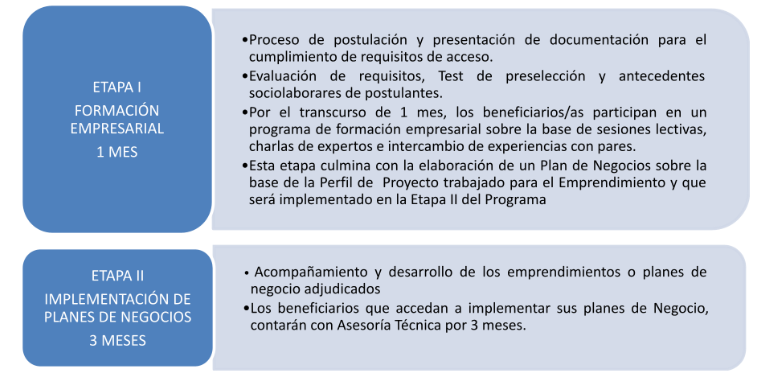 ETAPA I
FORMACIÓN
EMPRESARIAL
1 MES
•Proceso de postulación y presentación de documentación para el
cumplimiento de requisitos de acceso.
•Evaluación de requisitos, Test de preselección y antecedentes
sociolaborares de postulantes.
•Por el transcurso de 1 mes, los beneficiarios/as participan en un
programa de formación empresarial sobre la base de sesiones lectivas,
charlas de expertos e intercambio de experiencias con pares.
•Esta etapa culmina con la elaboración de un Plan de Negocios sobre la
base de la Perfil de Proyecto trabajado para el Emprendimiento y que
será implementado en la Etapa II del Programa
ETAPA II
IMPLEMENTACIÓN DE
PLANES DE NEGOCIOS
3 MESES
• Acompañamiento y desarrollo de los emprendimientos o planes de
negocio adjudicados
•Los beneficiarios que accedan a implementar sus planes de Negocio,
contarán con Asesoría Técnica por 3 meses.